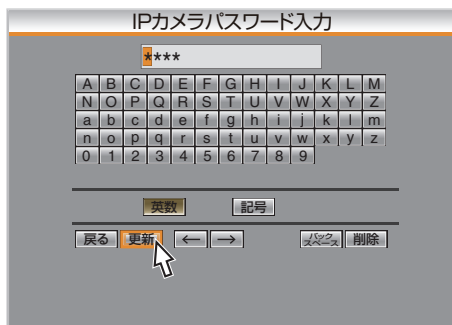 IPカメラパスワード入力
****
A B C D E F G H I J K L M
N O P Q R S T U V W X Y Z
a b c d e f g h i j k l m
n o p q r s t u v w x y z
0 1 2 3 4 5 6 7 8 9
英数 記号
戻る 更新 ← → バックスペース 削除